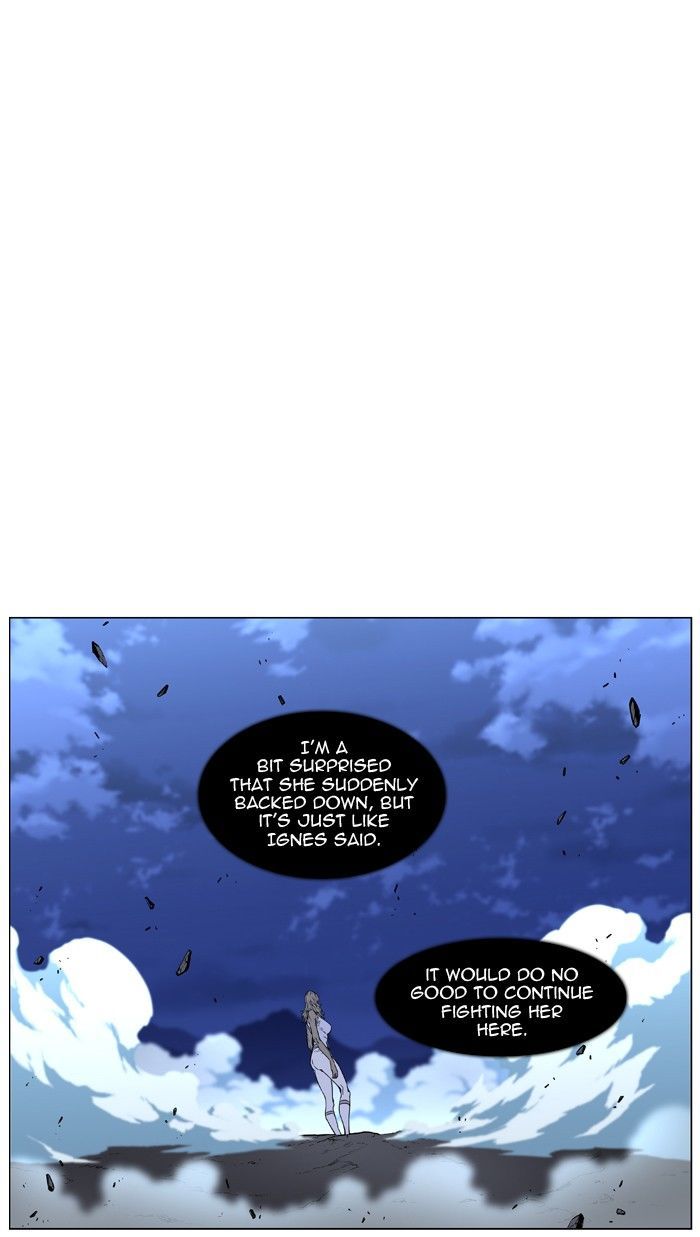 I'M A
BIT SURPRISED
THAT SHE SUDDENLY
BACKED DOWN, BUT
IT'S JUST LIKE
IGNES SAID.
IT WOULD DO NO
GOOD TO CONTINUE
FIGHTING HER
HERE.